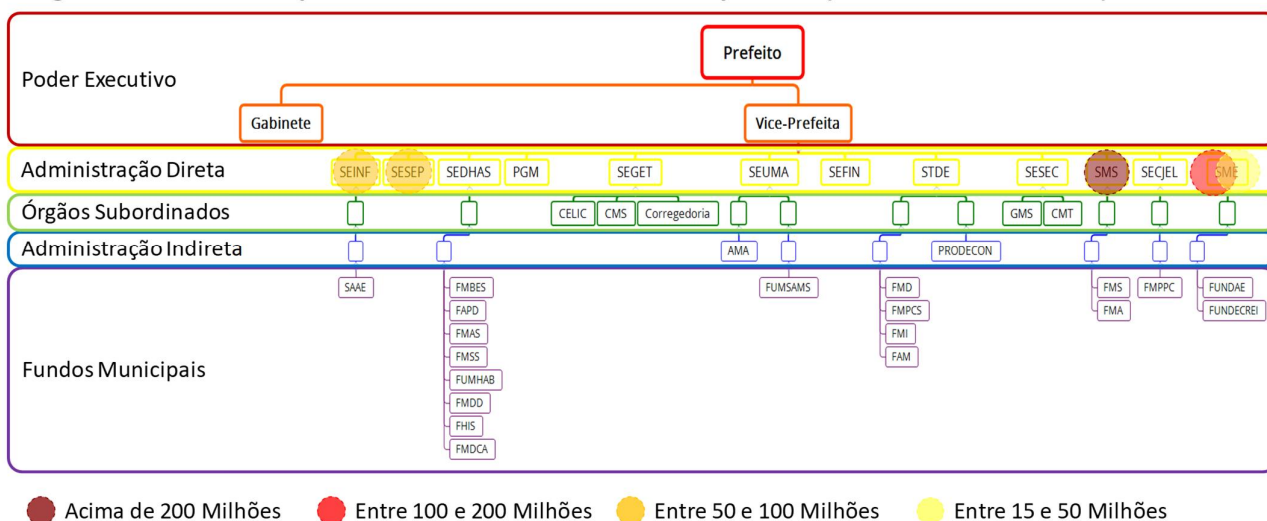 Prefeito
Poder Executivo
Gabinete
Vice-Prefeita
Administração Direta
SEINF
SESEP
SEDHAS
PGM
SEGET
SEUMA
SEFIN
STDE
SESEC
SMS
SECJEL
SME
Órgãos Subordinados
CELIC
CMS
Corregedoria
GMS
CMT
Administração Indireta
AMA
PRODECON
SAAE
FMBES
FUMSAMS
FMD
FMS
FMPPC
FUNDAE
FAPD
FMPCS
FMA
FUNDECREI
FMAS
FMI
FMSS
FAM
Fundos Municipais
FUMHAB
FMDD
FHIS
FMDCA
Acima de 200 Milhões
Entre 100 e 200 Milhões
Entre 50 e 100 Milhões
Entre 15 e 50 Milhões